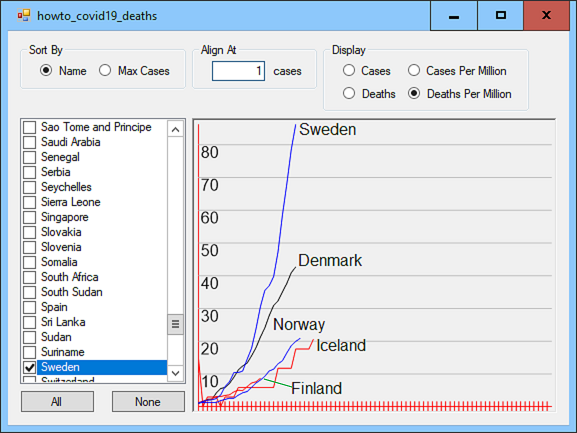 howto_covid19_deaths
Sort By
Name
Max Cases
Align At
1 cases
Display
Cases
Cases Per Million
Deaths
Deaths Per Million
Sao Tome and Principe
Saudi Arabia
Senegal
Serbia
Seychelles
Sierra Leone
Singapore
Slovakia
Slovenia
Somalia
South Africa
South Sudan
Spain
Sri Lanka
Sudan
Suriname
Sweden
Switzerland
All
None
80
70
60
50
40
30
20
10
Sweden
Denmark
Norway
Iceland
Finland